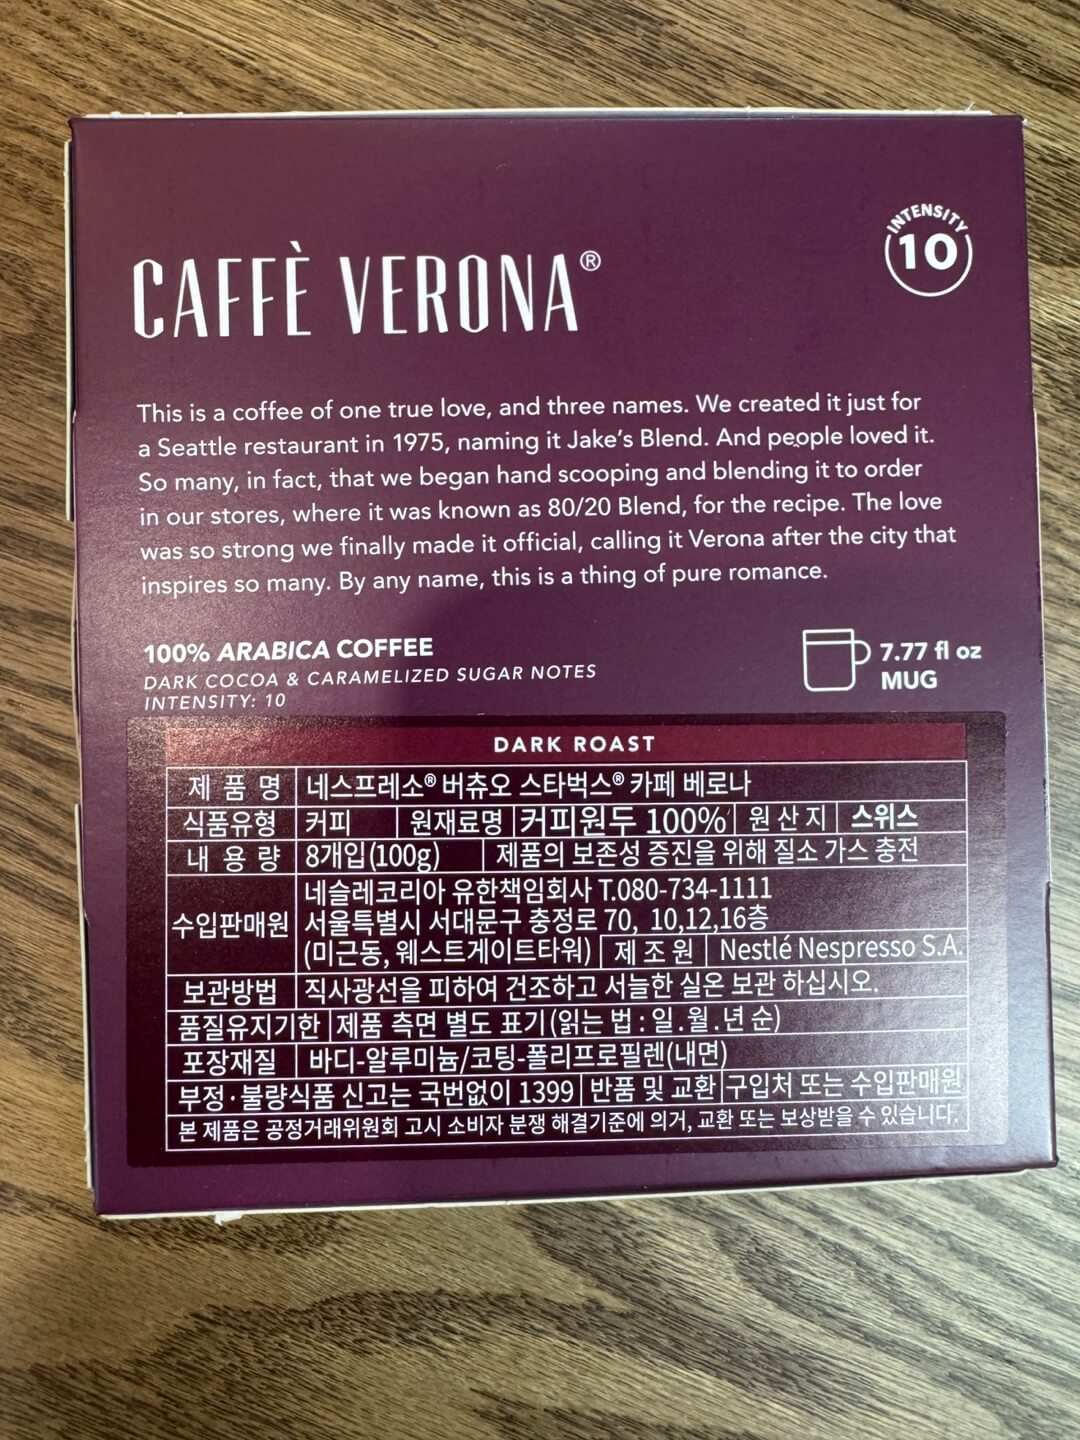 CAFFÈ VERONA®
INTENSITY
10
This is a coffee of one true love, and three names. We created it just for
a Seattle restaurant in 1975, naming it Jake's Blend. And people loved it.
So many, in fact, that we began hand scooping and blending it to order
in our stores, where it was known as 80/20 Blend, for the recipe. The love
was so strong we finally made it official, calling it Verona after the city that
inspires so many. By any name, this is a thing of pure romance.
100% ARABICA COFFEE
DARK COCOA & CARAMELIZED SUGAR NOTES
INTENSITY: 10
7.77 fl oz
MUG
DARK ROAST
제 품 명 네스프레소® 버츄오 스타벅스® 카페 베로나
식품유형 커피 원재료명 커피원두 100% 원 산 지 스위스
내 용 량 8개입(100g) 제품의 보존성 증진을 위해 질소 가스 충전
수입판매원 네슬레코리아 유한책임회사 T.080-734-1111
서울특별시 서대문구 충정로 70, 10,12,16층
(미근동, 웨스트게이트타워) 제 조 원 Nestlé Nespresso S.A.
보관방법 직사광선을 피하여 건조하고 서늘한 실온 보관 하십시오.
품질유지기한 제품 측면 별도 표기(읽는 법 : 일.월.년 순)
포장재질 바디-알루미늄/코팅-폴리프로필렌(내면)
부정·불량식품 신고는 국번없이 1399 반품 및 교환 구입처 또는 수입판매원
본 제품은 공정거래위원회 고시 소비자 분쟁 해결기준에 의거, 교환 또는 보상받을 수 있습니다.